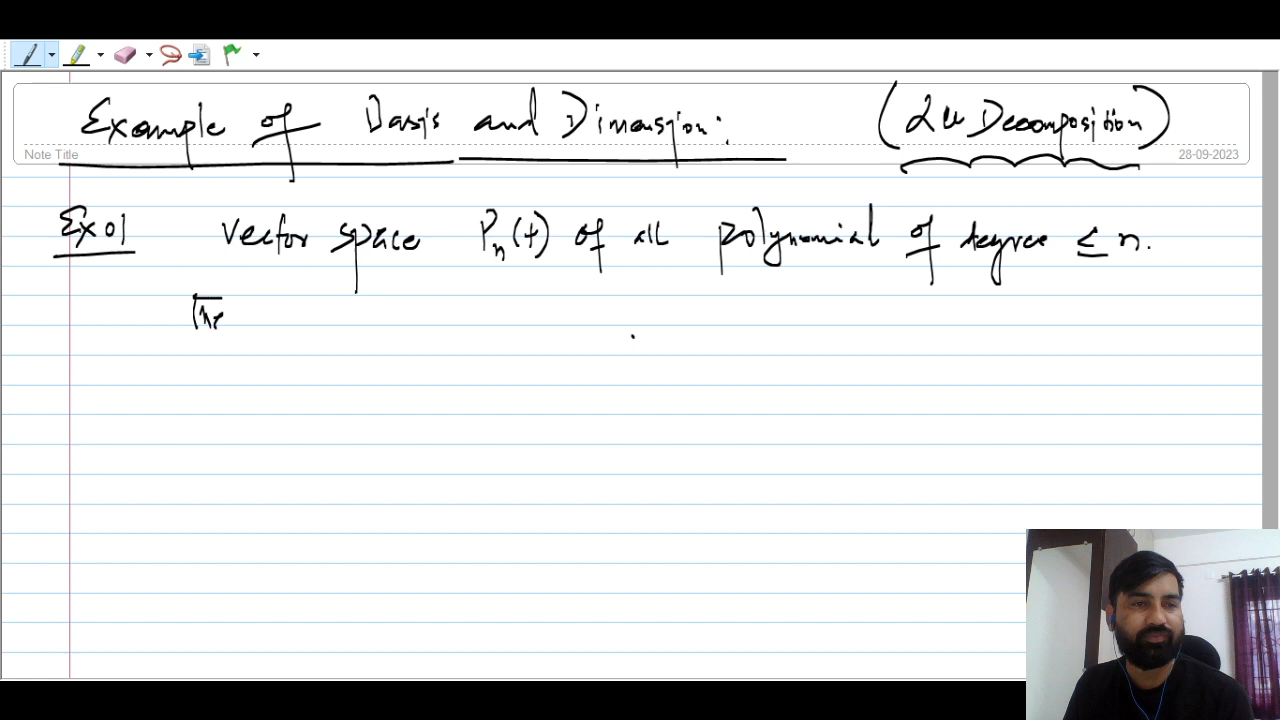 Example of Basis and Dimension: (LU Decomposition)
Note Title
28-09-2023
Ex 01 Vector space Pn(t) of all polynomial of degree ≤ n.
The